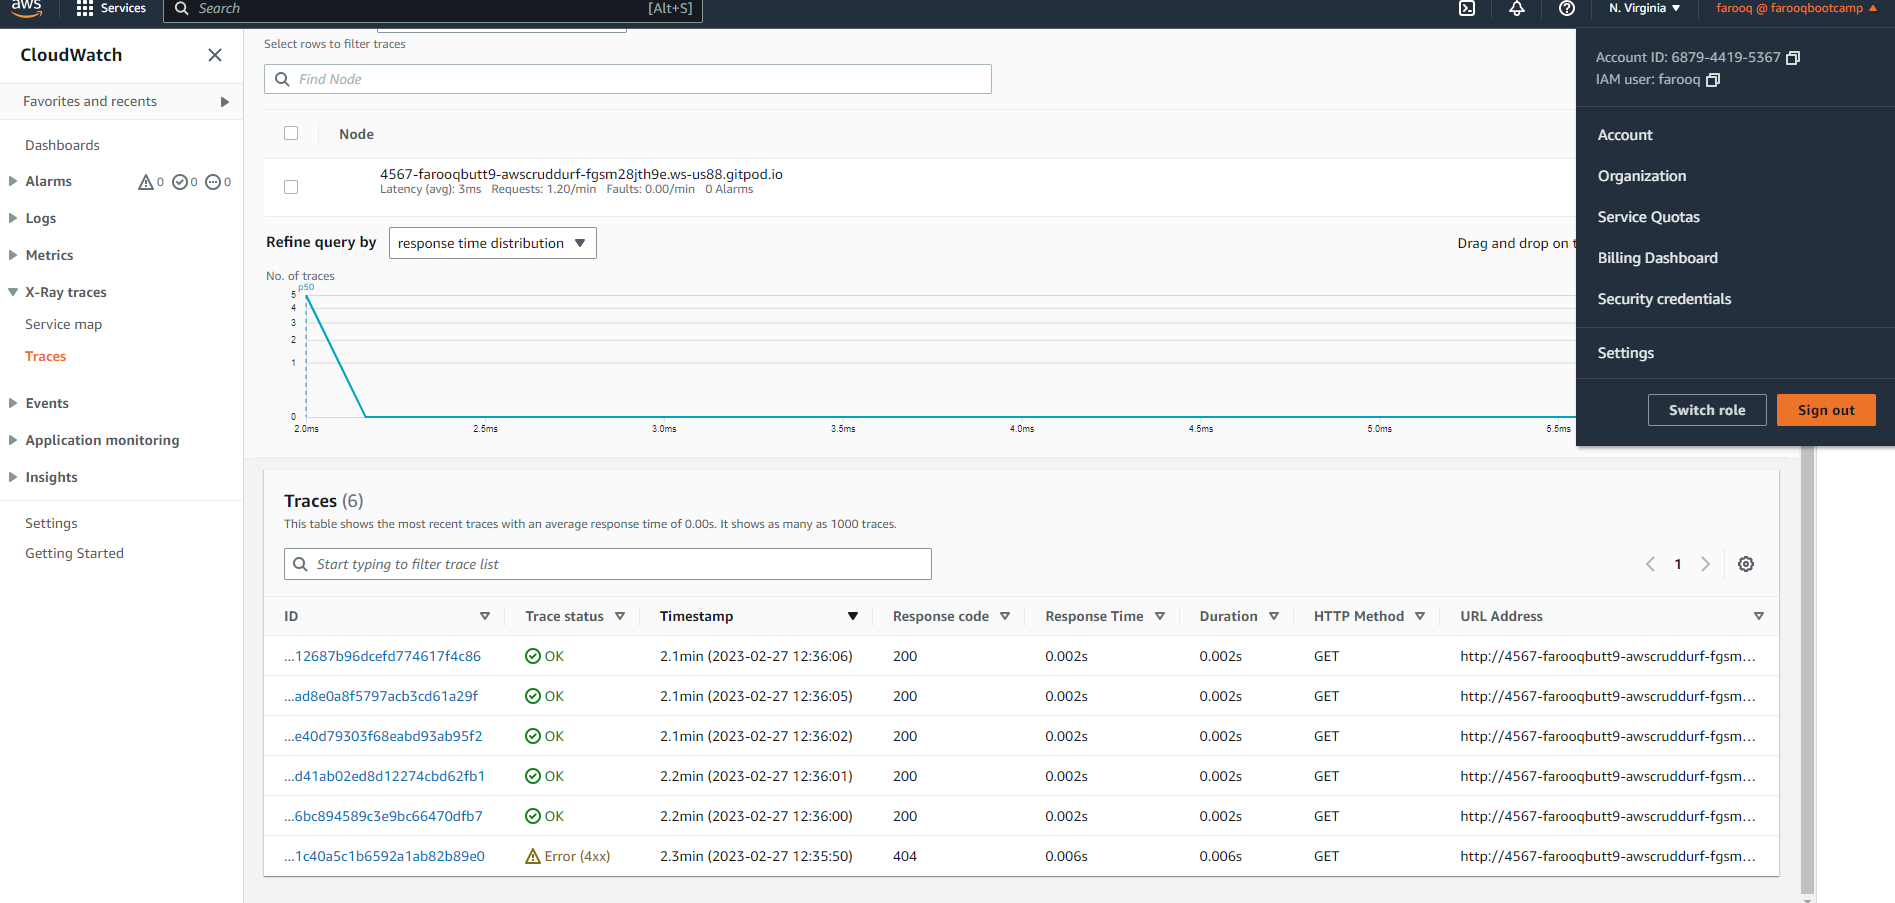 aws
Services
Search
[Alt+S]
N. Virginia
farooq @ farooqbootcamp
CloudWatch
Favorites and recents
Dashboards
Alarms
0
0
0
Logs
Metrics
X-Ray traces
Service map
Traces
Events
Application monitoring
Insights
Settings
Getting Started
Select rows to filter traces
Find Node
Node
4567-farooqbutt9-awscruddurf-fgsm28jth9e.ws-us88.gitpod.io
Latency (avg): 3ms Requests: 1.20/min Faults: 0.00/min 0 Alarms
Refine query by
response time distribution
Drag and drop on t
No. of traces
p50
5
4
3
2
1
0
2.0ms 2.5ms 3.0ms 3.5ms 4.0ms 4.5ms 5.0ms 5.5ms
Account ID: 6879-4419-5367
IAM user: farooq
Account
Organization
Service Quotas
Billing Dashboard
Security credentials
Settings
Switch role
Sign out
Traces (6)
This table shows the most recent traces with an average response time of 0.00s. It shows as many as 1000 traces.
Start typing to filter trace list
1
ID Trace status Timestamp Response code Response Time Duration HTTP Method URL Address
...12687b96dcefd774617f4c86 OK 2.1min (2023-02-27 12:36:06) 200 0.002s 0.002s GET http://4567-farooqbutt9-awscruddurf-fgsm...
...ad8e0a8f5797acb3cd61a29f OK 2.1min (2023-02-27 12:36:05) 200 0.002s 0.002s GET http://4567-farooqbutt9-awscruddurf-fgsm...
...e40d79303f68eabd93ab95f2 OK 2.1min (2023-02-27 12:36:02) 200 0.002s 0.002s GET http://4567-farooqbutt9-awscruddurf-fgsm...
...d41ab02ed8d12274cbd62fb1 OK 2.2min (2023-02-27 12:36:01) 200 0.002s 0.002s GET http://4567-farooqbutt9-awscruddurf-fgsm...
...6bc894589c3e9bc66470dfb7 OK 2.2min (2023-02-27 12:36:00) 200 0.002s 0.002s GET http://4567-farooqbutt9-awscruddurf-fgsm...
...1c40a5c1b6592a1ab82b89e0 Error (4xx) 2.3min (2023-02-27 12:35:50) 404 0.006s 0.006s GET http://4567-farooqbutt9-awscruddurf-fgsm...